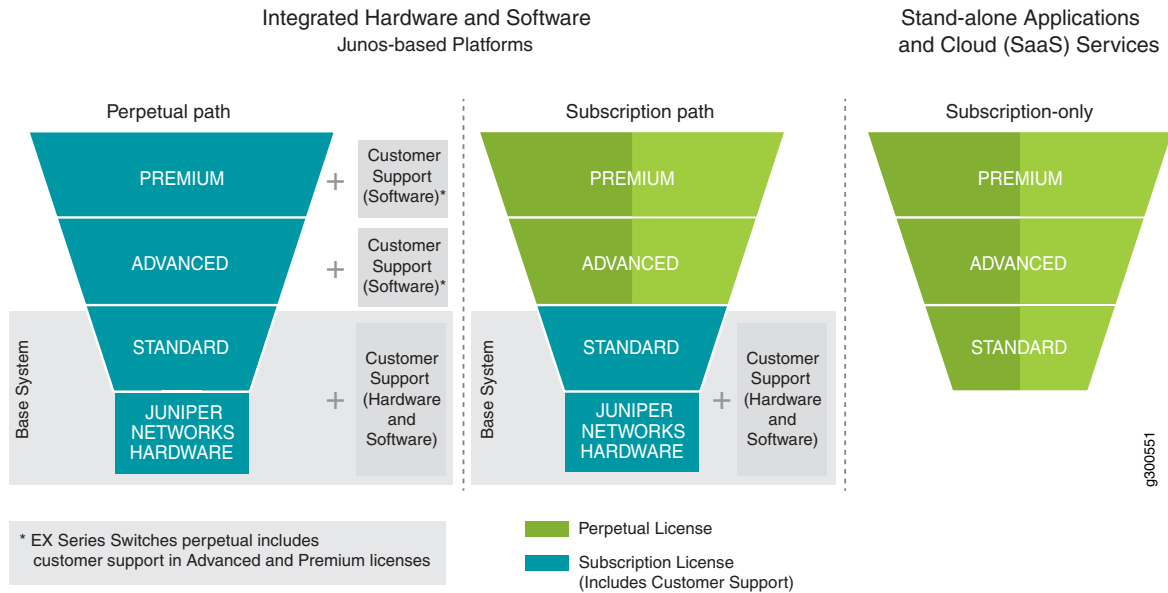 Integrated Hardware and Software
Junos-based Platforms
Stand-alone Applications
and Cloud (SaaS) Services
Perpetual path
PREMIUM
+
Customer
Support
(Software)*
ADVANCED
+
Customer
Support
(Software)*
Base System
STANDARD
JUNIPER
NETWORKS
HARDWARE
+
Customer
Support
(Hardware
and
Software)
Subscription path
PREMIUM
ADVANCED
Base System
STANDARD
JUNIPER
NETWORKS
HARDWARE
+
Customer
Support
(Hardware
and
Software)
Subscription-only
PREMIUM
ADVANCED
STANDARD
g300551
* EX Series Switches perpetual includes
customer support in Advanced and Premium licenses
Perpetual License
Subscription License
(Includes Customer Support)